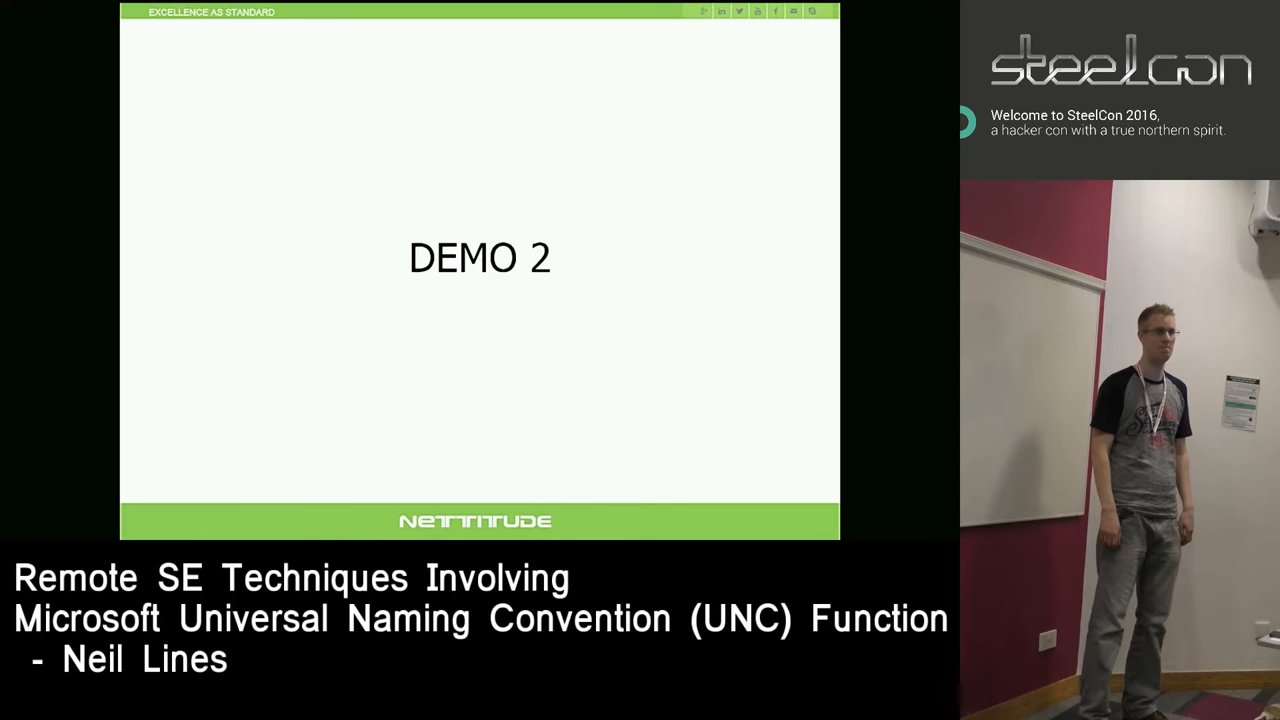 EXCELLENCE AS STANDARD
DEMO 2
NETTITUDE
steelcon
Welcome to SteelCon 2016,
a hacker con with a true northern spirit.
Remote SE Techniques Involving
Microsoft Universal Naming Convention (UNC) Function
- Neil Lines